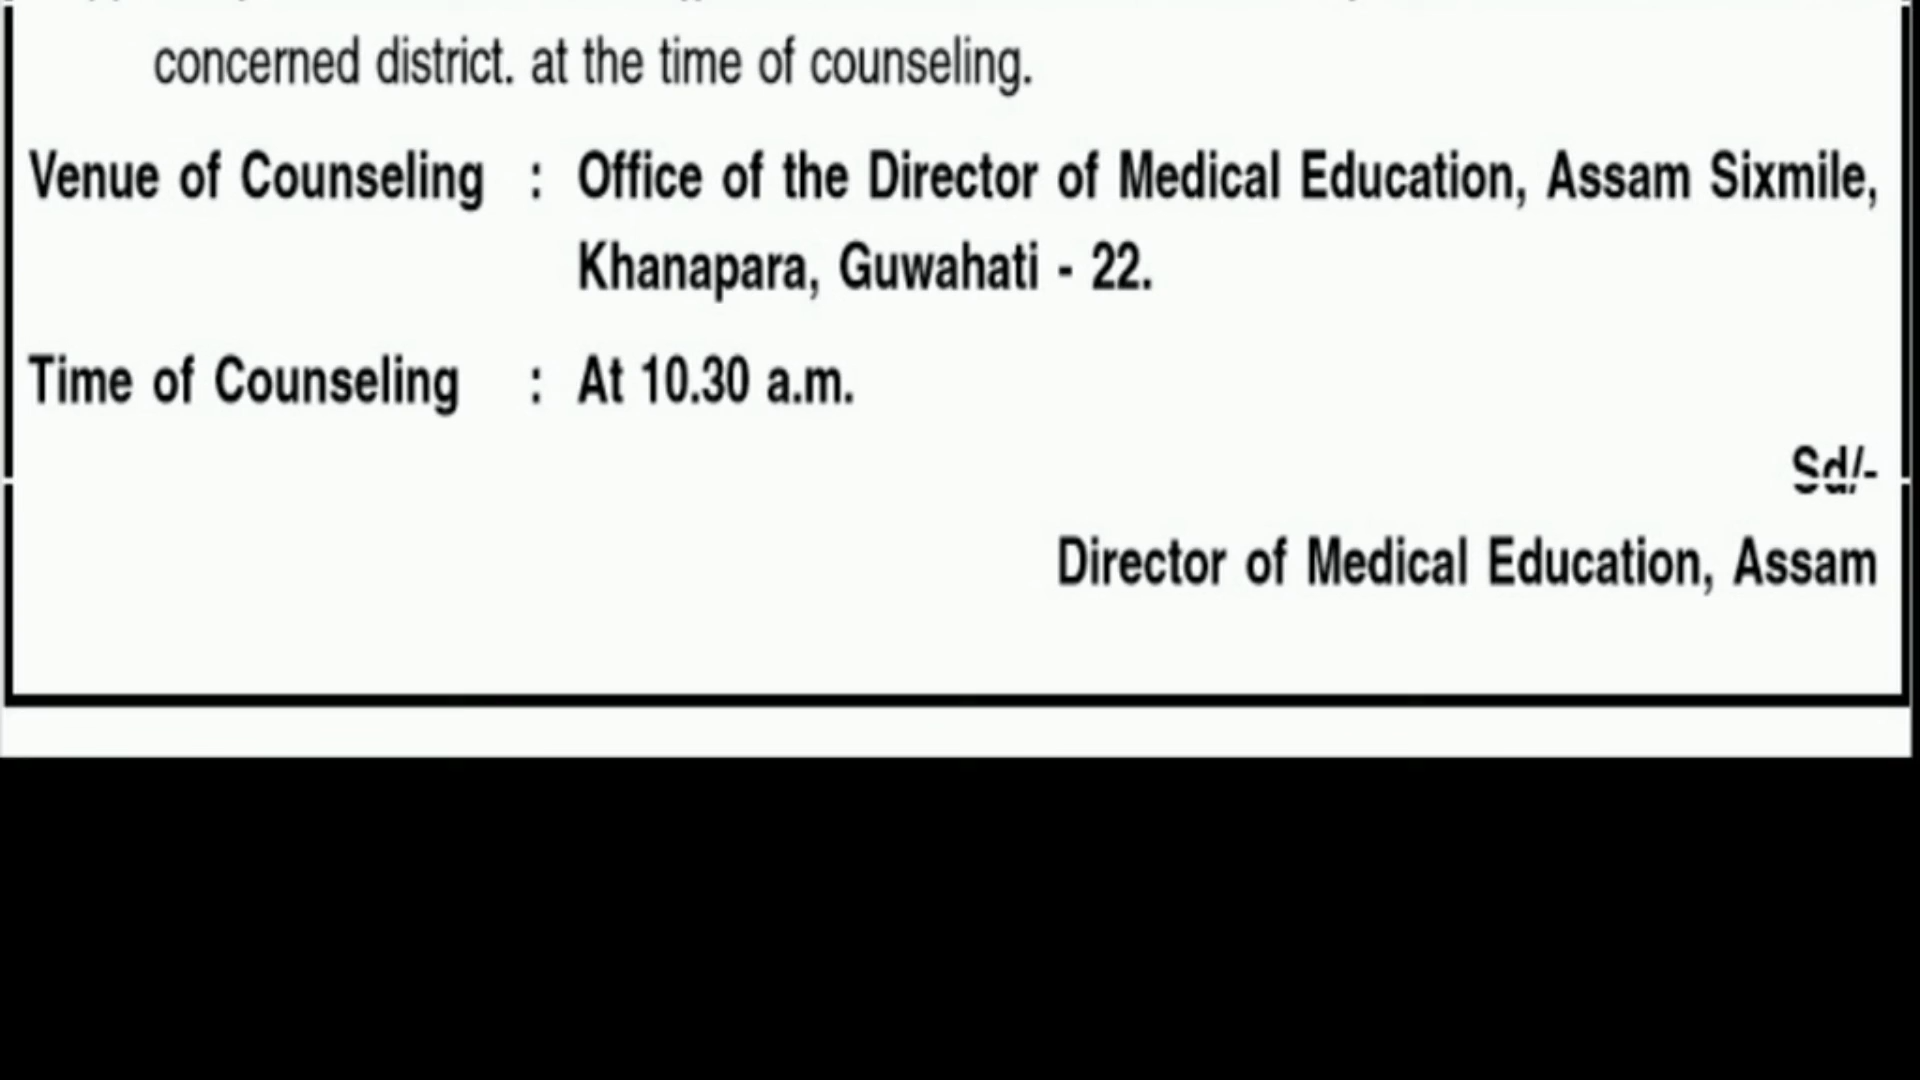 concerned district. at the time of counseling.
Venue of Counseling : Office of the Director of Medical Education, Assam Sixmile,
Khanapara, Guwahati - 22.
Time of Counseling : At 10.30 a.m.
Sd/-
Director of Medical Education, Assam